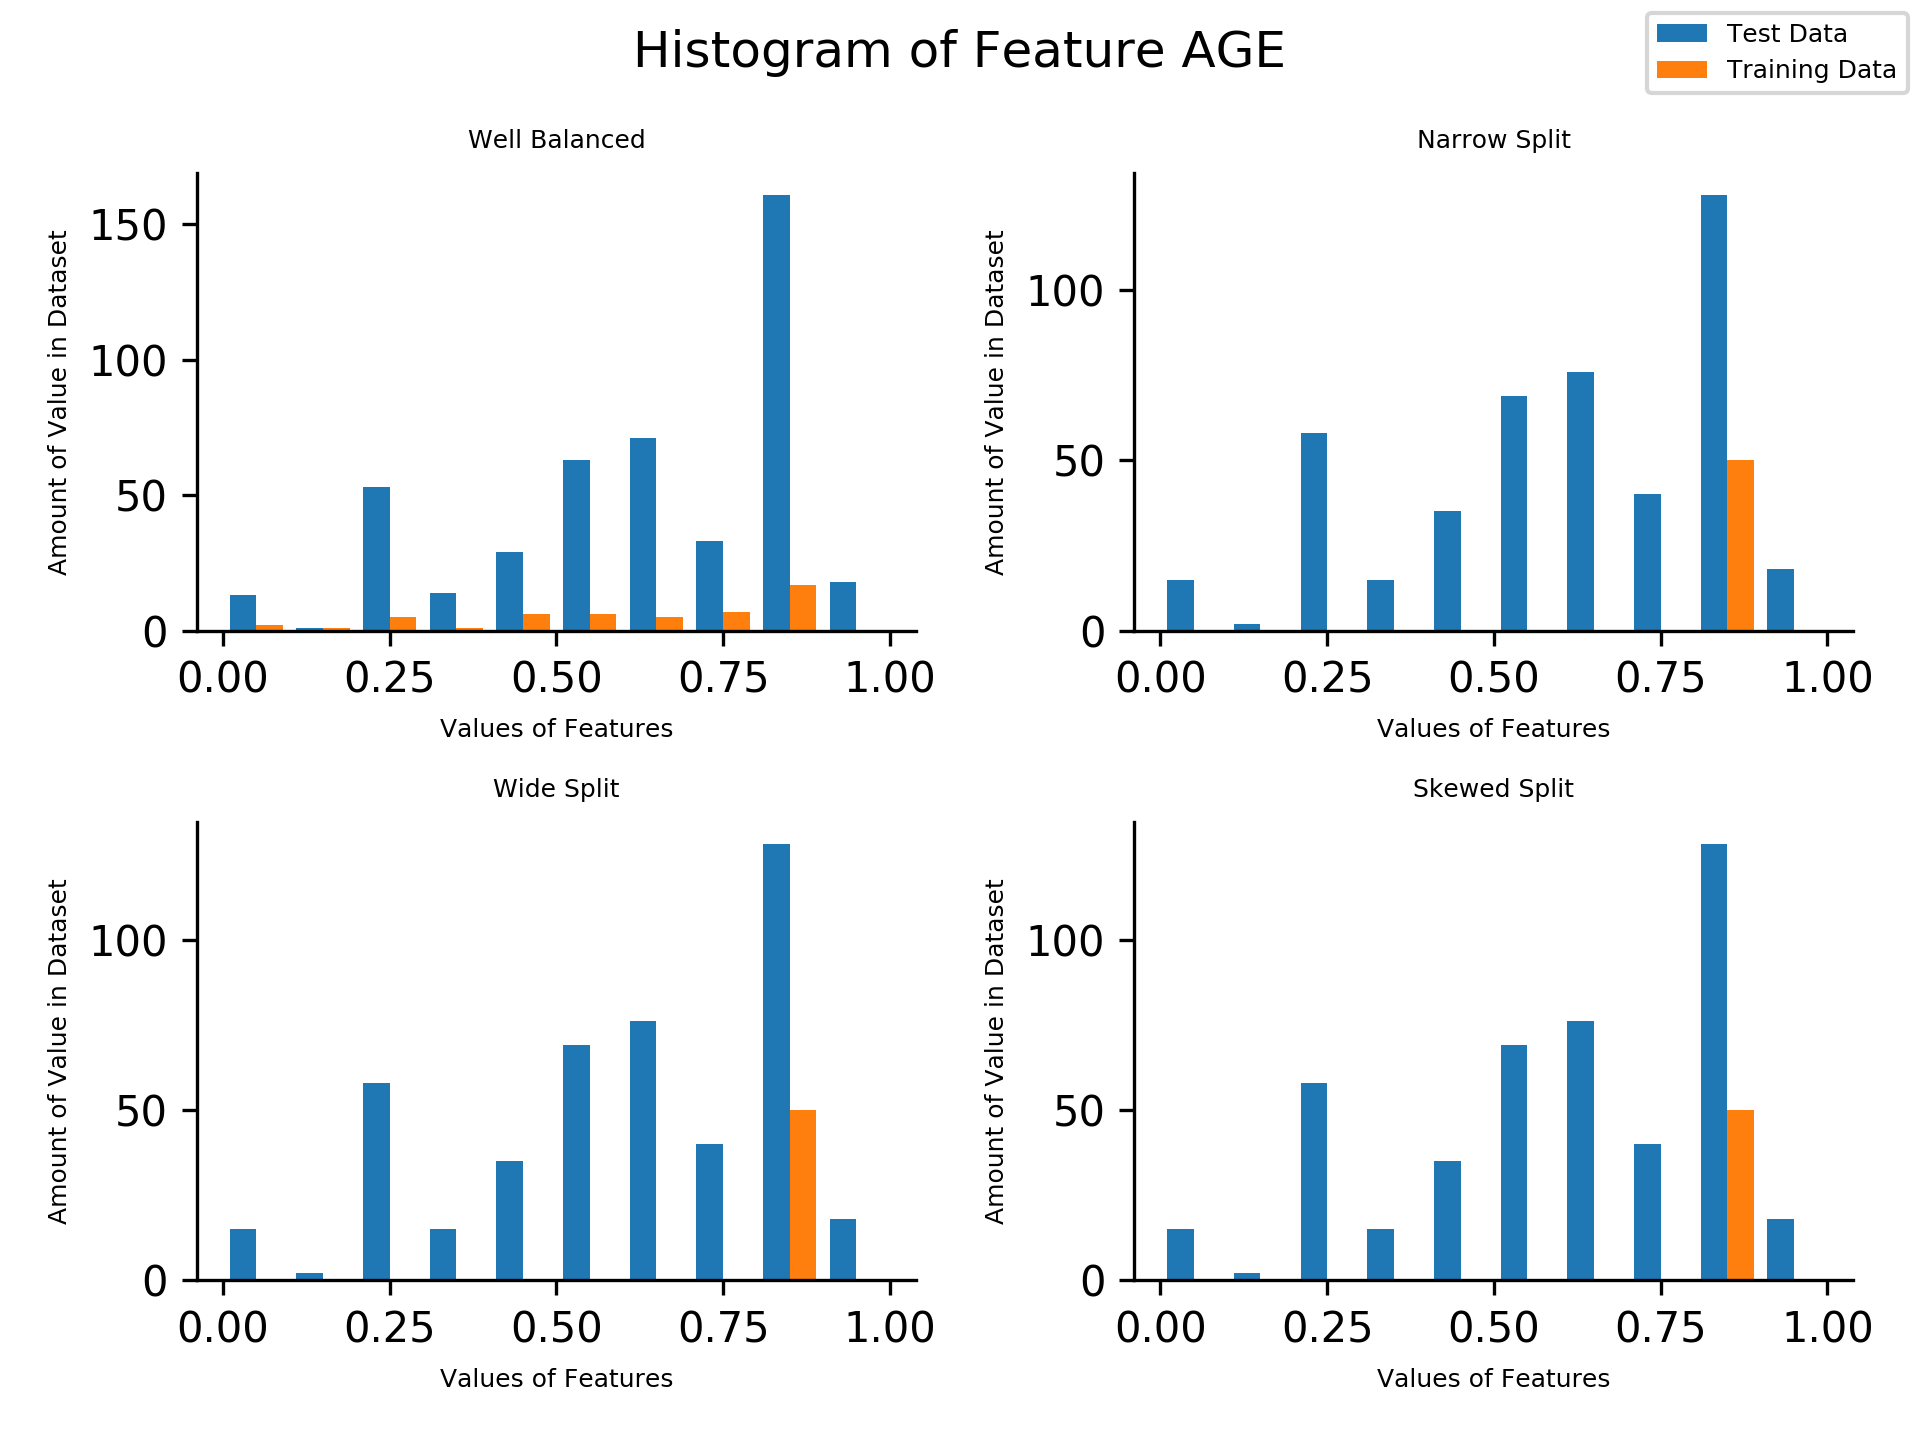 Histogram of Feature AGE
Test Data
Training Data
Well Balanced
Amount of Value in Dataset
150
100
50
0
0.00 0.25 0.50 0.75 1.00
Values of Features
Narrow Split
Amount of Value in Dataset
100
50
0
0.00 0.25 0.50 0.75 1.00
Values of Features
Wide Split
Amount of Value in Dataset
100
50
0
0.00 0.25 0.50 0.75 1.00
Values of Features
Skewed Split
Amount of Value in Dataset
100
50
0
0.00 0.25 0.50 0.75 1.00
Values of Features